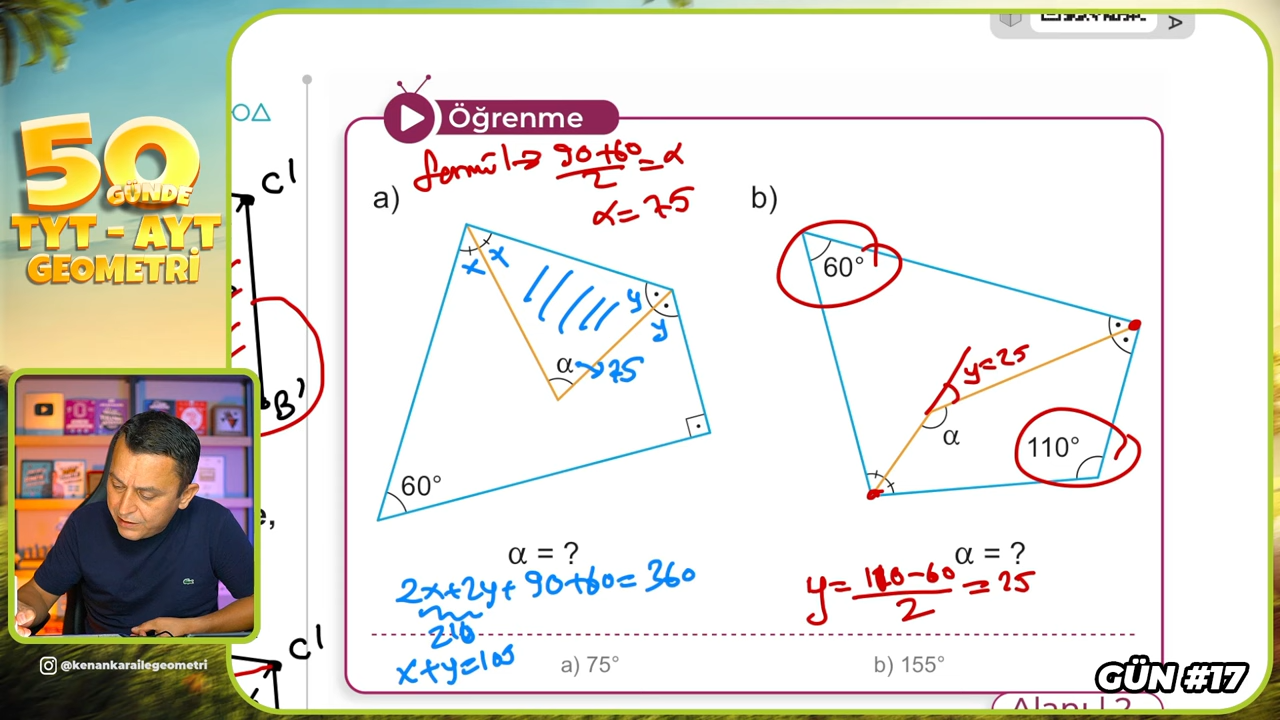 50
GÜNDE
TYT - AYT
GEOMETRİ
C'
B'
C'
@kenankarailegeometri
Öğrenme
formül→ 90+60/2 = α
α = 75
a)
x x
y
y
α → 75
60°
α = ?
2x+2y+90+60=360
210
x+y=105
a) 75°
b)
60°
y=25
α
110°
α = ?
y= 110-60/2 = 25
b) 155°
GÜN #17